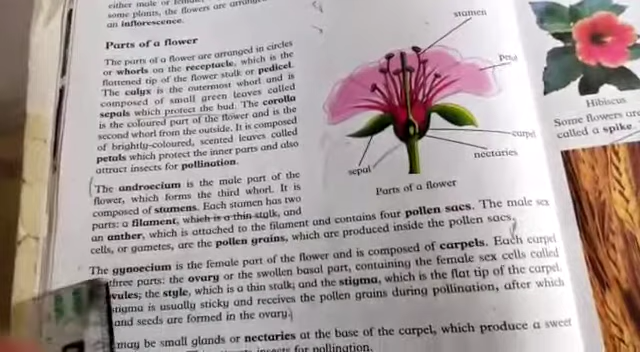 either male or female
some plants, the flowers are arranged
an inflorescence.
Parts of a flower
The parts of a flower are arranged in circles
or whorls on the receptacle, which is the
flattened tip of the flower stalk or pedicel.
The calyx is the outermost whorl and is
composed of small green leaves called
sepals which protect the bud. The corolla
is the coloured part of the flower and is the
second whorl from the outside. It is composed
of brightly-coloured, scented leaves called
petals which protect the inner parts and also
attract insects for pollination.
The androecium is the male part of the
flower, which forms the third whorl. It is
composed of stamens. Each stamen has two
parts: a filament, which is a thin stalk, and
an anther, which is attached to the filament and contains four pollen sacs. The male sex
cells, or gametes, are the pollen grains, which are produced inside the pollen sacs.
The gynoecium is the female part of the flower and is composed of carpels. Each carpel
three parts: the ovary or the swollen basal part, containing the female sex cells called
vules; the style, which is a thin stalk; and the stigma, which is the flat tip of the carpel.
stigma is usually sticky and receives the pollen grains during pollination, after which
and seeds are formed in the ovary.
may be small glands or nectaries at the base of the carpel, which produce a sweet
insects for pollination.
stamen
petal
carpel
nectaries
sepal
Parts of a flower
Hibiscus
Some flowers are
called a spike